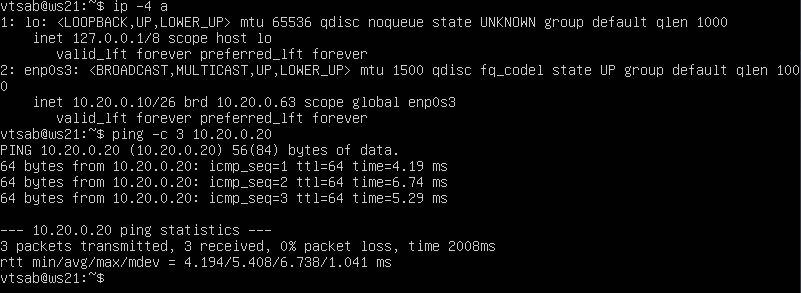 vtsab@ws21:~$ ip -4 a
1: lo: <LOOPBACK,UP,LOWER_UP> mtu 65536 qdisc noqueue state UNKNOWN group default qlen 1000
    inet 127.0.0.1/8 scope host lo
       valid_lft forever preferred_lft forever
2: enp0s3: <BROADCAST,MULTICAST,UP,LOWER_UP> mtu 1500 qdisc fq_codel state UP group default qlen 100
0
    inet 10.20.0.10/26 brd 10.20.0.63 scope global enp0s3
       valid_lft forever preferred_lft forever
vtsab@ws21:~$ ping -c 3 10.20.0.20
PING 10.20.0.20 (10.20.0.20) 56(84) bytes of data.
64 bytes from 10.20.0.20: icmp_seq=1 ttl=64 time=4.19 ms
64 bytes from 10.20.0.20: icmp_seq=2 ttl=64 time=6.74 ms
64 bytes from 10.20.0.20: icmp_seq=3 ttl=64 time=5.29 ms

--- 10.20.0.20 ping statistics ---
3 packets transmitted, 3 received, 0% packet loss, time 2008ms
rtt min/avg/max/mdev = 4.194/5.408/6.738/1.041 ms
vtsab@ws21:~$